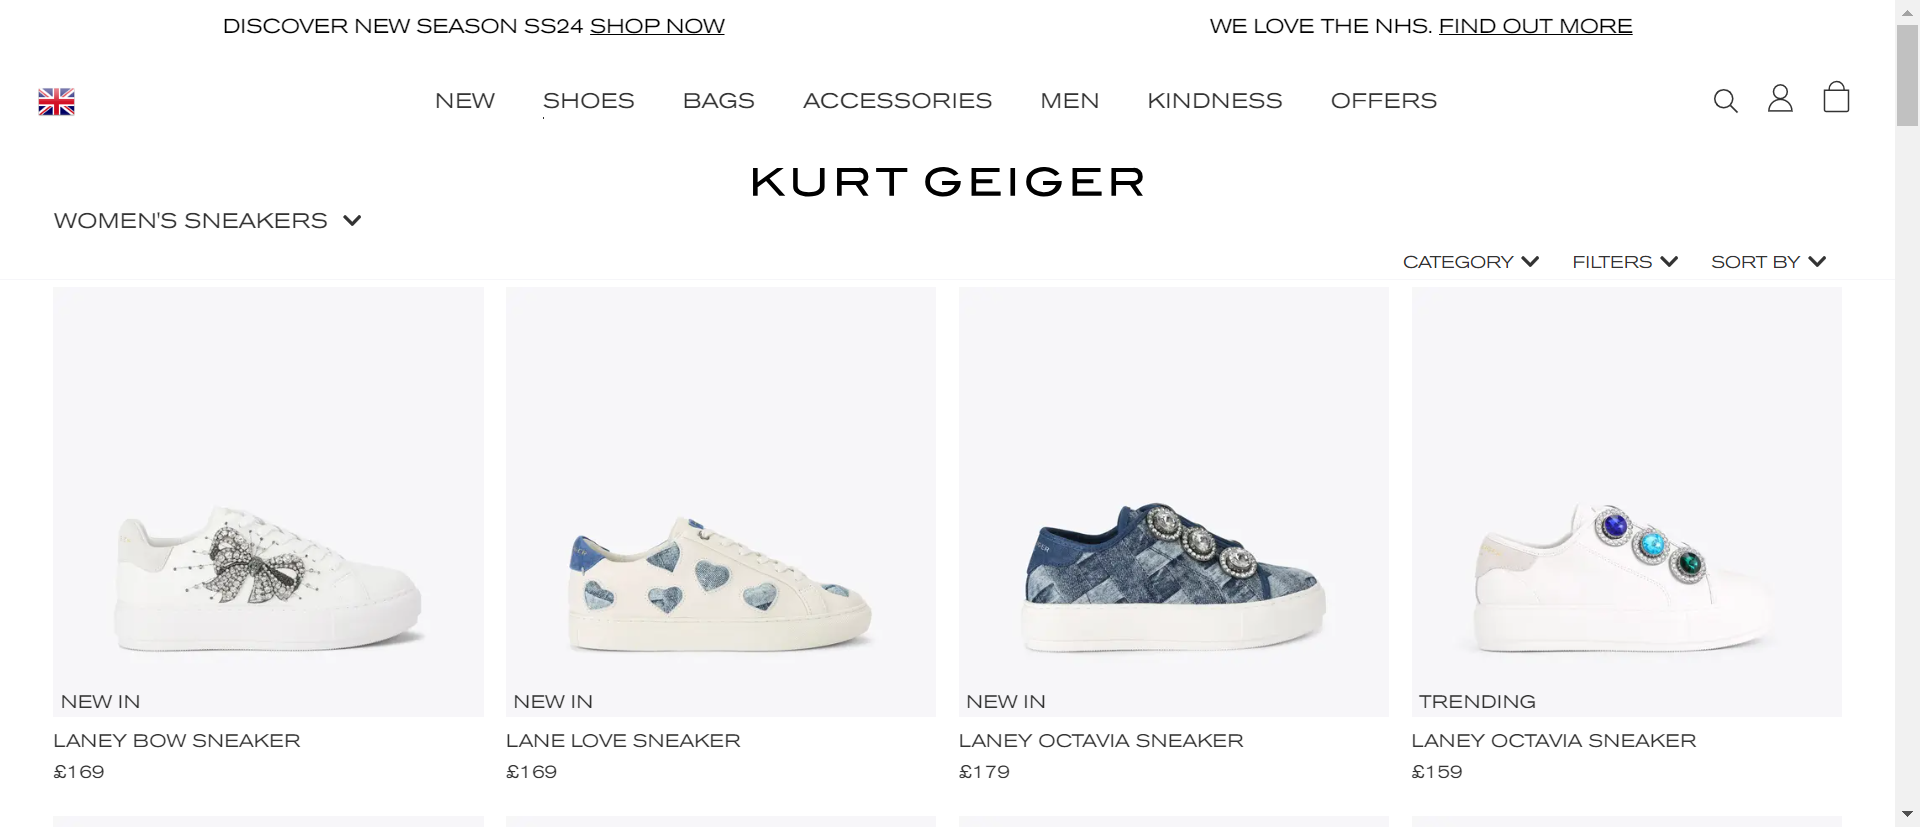 DISCOVER NEW SEASON SS24 SHOP NOW
WE LOVE THE NHS. FIND OUT MORE
NEW SHOES BAGS ACCESSORIES MEN KINDNESS OFFERS
KURT GEIGER
WOMEN'S SNEAKERS
CATEGORY FILTERS SORT BY
NEW IN
LANEY BOW SNEAKER
£169
NEW IN
LANE LOVE SNEAKER
£169
NEW IN
LANEY OCTAVIA SNEAKER
£179
TRENDING
LANEY OCTAVIA SNEAKER
£159